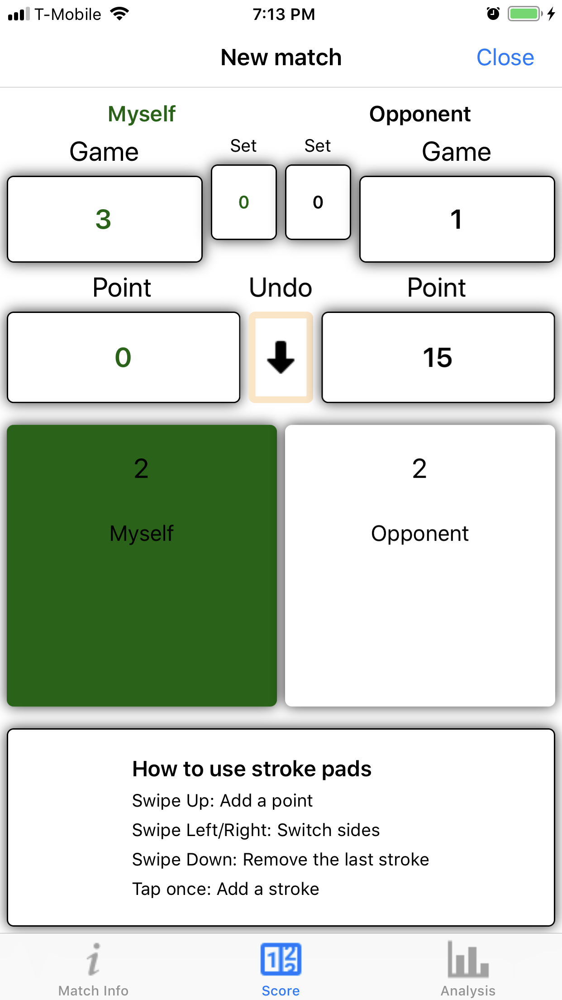 T-Mobile 7:13 PM
New match Close
Myself Opponent
Game Set Set Game
3 0 0 1
Point Undo Point
0 15
2 2
Myself Opponent
How to use stroke pads
Swipe Up: Add a point
Swipe Left/Right: Switch sides
Swipe Down: Remove the last stroke
Tap once: Add a stroke
Match Info Score Analysis